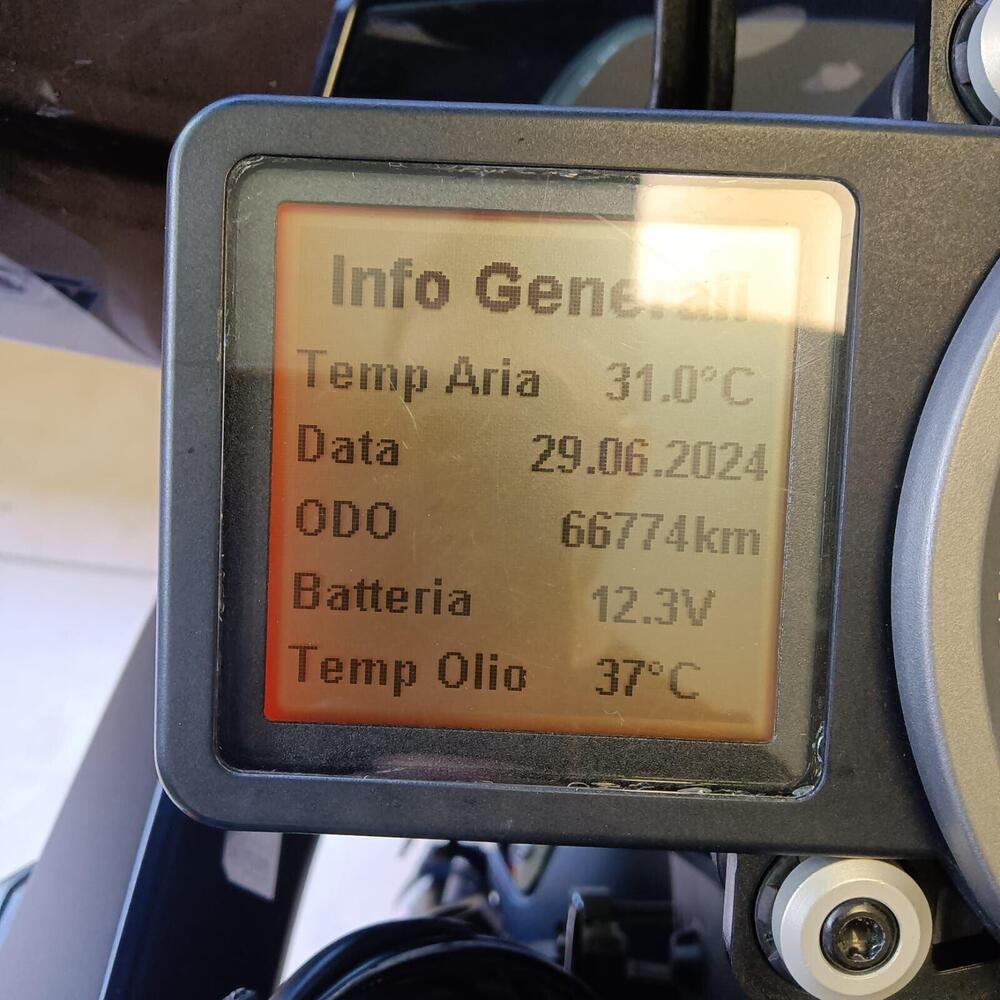 Info Generali
Temp Aria 31.0°C
Data 29.06.2024
ODO 66774km
Batteria 12.3V
Temp Olio 37°C